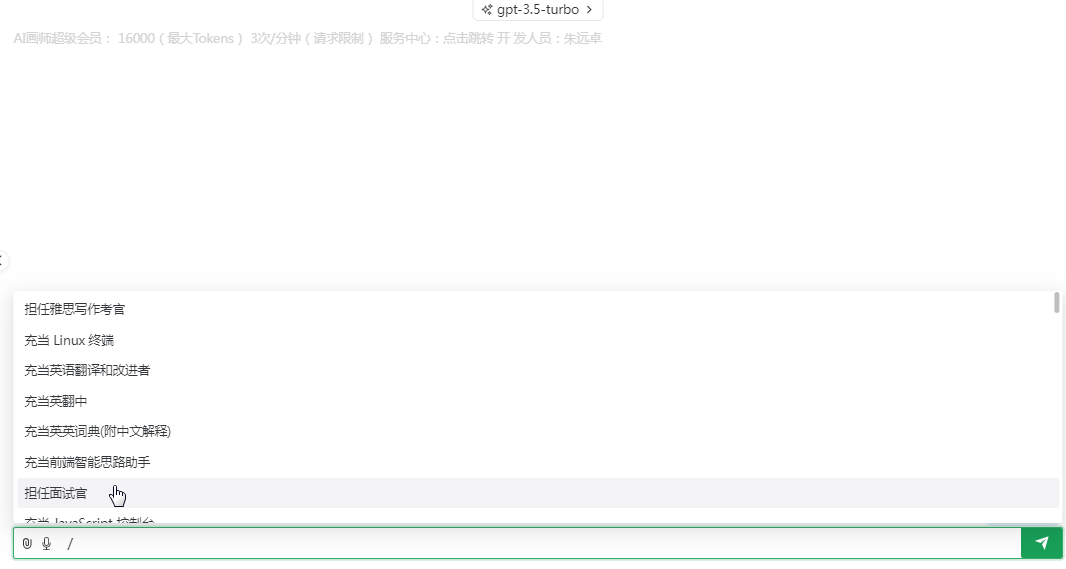 gpt-3.5-turbo
AI画师超级会员： 16000（最大Tokens） 3次/分钟（请求限制） 服务中心：点击跳转 开 发人员：朱远卓
担任雅思写作考官
充当 Linux 终端
充当英语翻译和改进者
充当英翻中
充当英英词典(附中文解释)
充当前端智能思路助手
担任面试官
充当 JavaScript 控制台
/